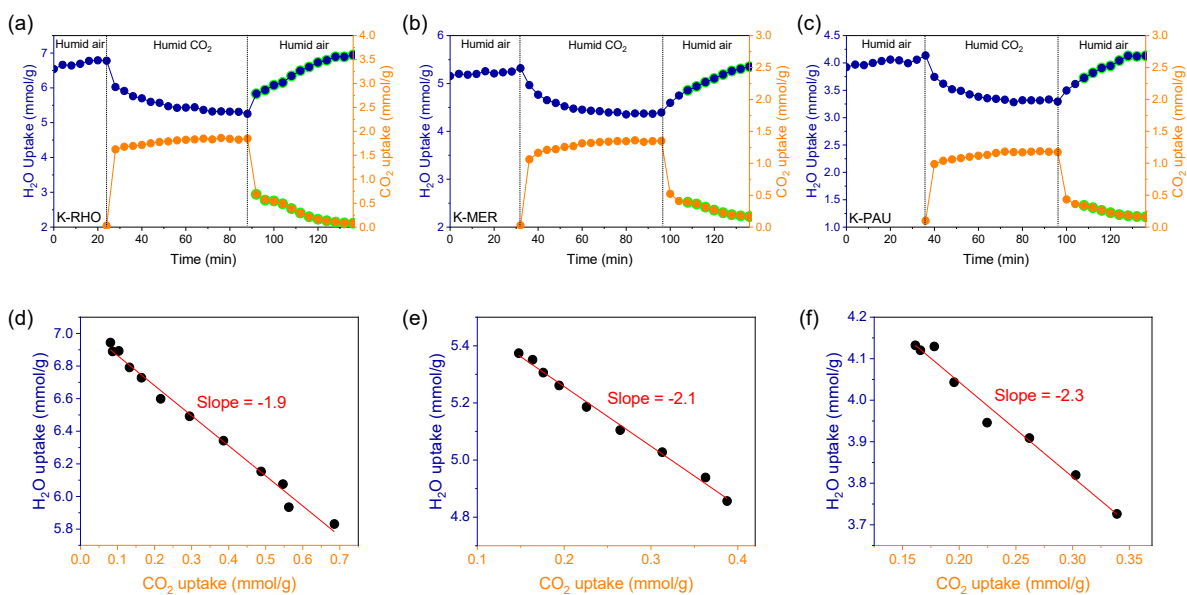 (a)
Humid air
Humid CO₂
Humid air
H₂O Uptake (mmol/g)
7
6
5
4
3
2
4.0
3.5
3.0
2.5
2.0
1.5
1.0
0.5
0.0
CO₂ uptake (mmol/g)
K-RHO
0 20 40 60 80 100 120
Time (min)
(b)
Humid air
Humid CO₂
Humid air
H₂O Uptake (mmol/g)
6
5
4
3
2
3.0
2.5
2.0
1.5
1.0
0.5
0.0
CO₂ uptake (mmol/g)
K-MER
0 20 40 60 80 100 120
Time (min)
(c)
Humid air
Humid CO₂
Humid air
H₂O Uptake (mmol/g)
4.5
4.0
3.5
3.0
2.5
2.0
1.5
1.0
3.0
2.5
2.0
1.5
1.0
0.5
0.0
CO₂ uptake (mmol/g)
K-PAU
0 20 40 60 80 100 120
Time (min)
(d)
H₂O uptake (mmol/g)
7.0
6.8
6.6
6.4
6.2
6.0
5.8
Slope = -1.9
0.0 0.1 0.2 0.3 0.4 0.5 0.6 0.7
CO₂ uptake (mmol/g)
(e)
H₂O uptake (mmol/g)
5.4
5.2
5.0
4.8
Slope = -2.1
0.1 0.2 0.3 0.4
CO₂ uptake (mmol/g)
(f)
H₂O uptake (mmol/g)
4.2
4.1
4.0
3.9
3.8
3.7
Slope = -2.3
0.15 0.20 0.25 0.30 0.35
CO₂ uptake (mmol/g)